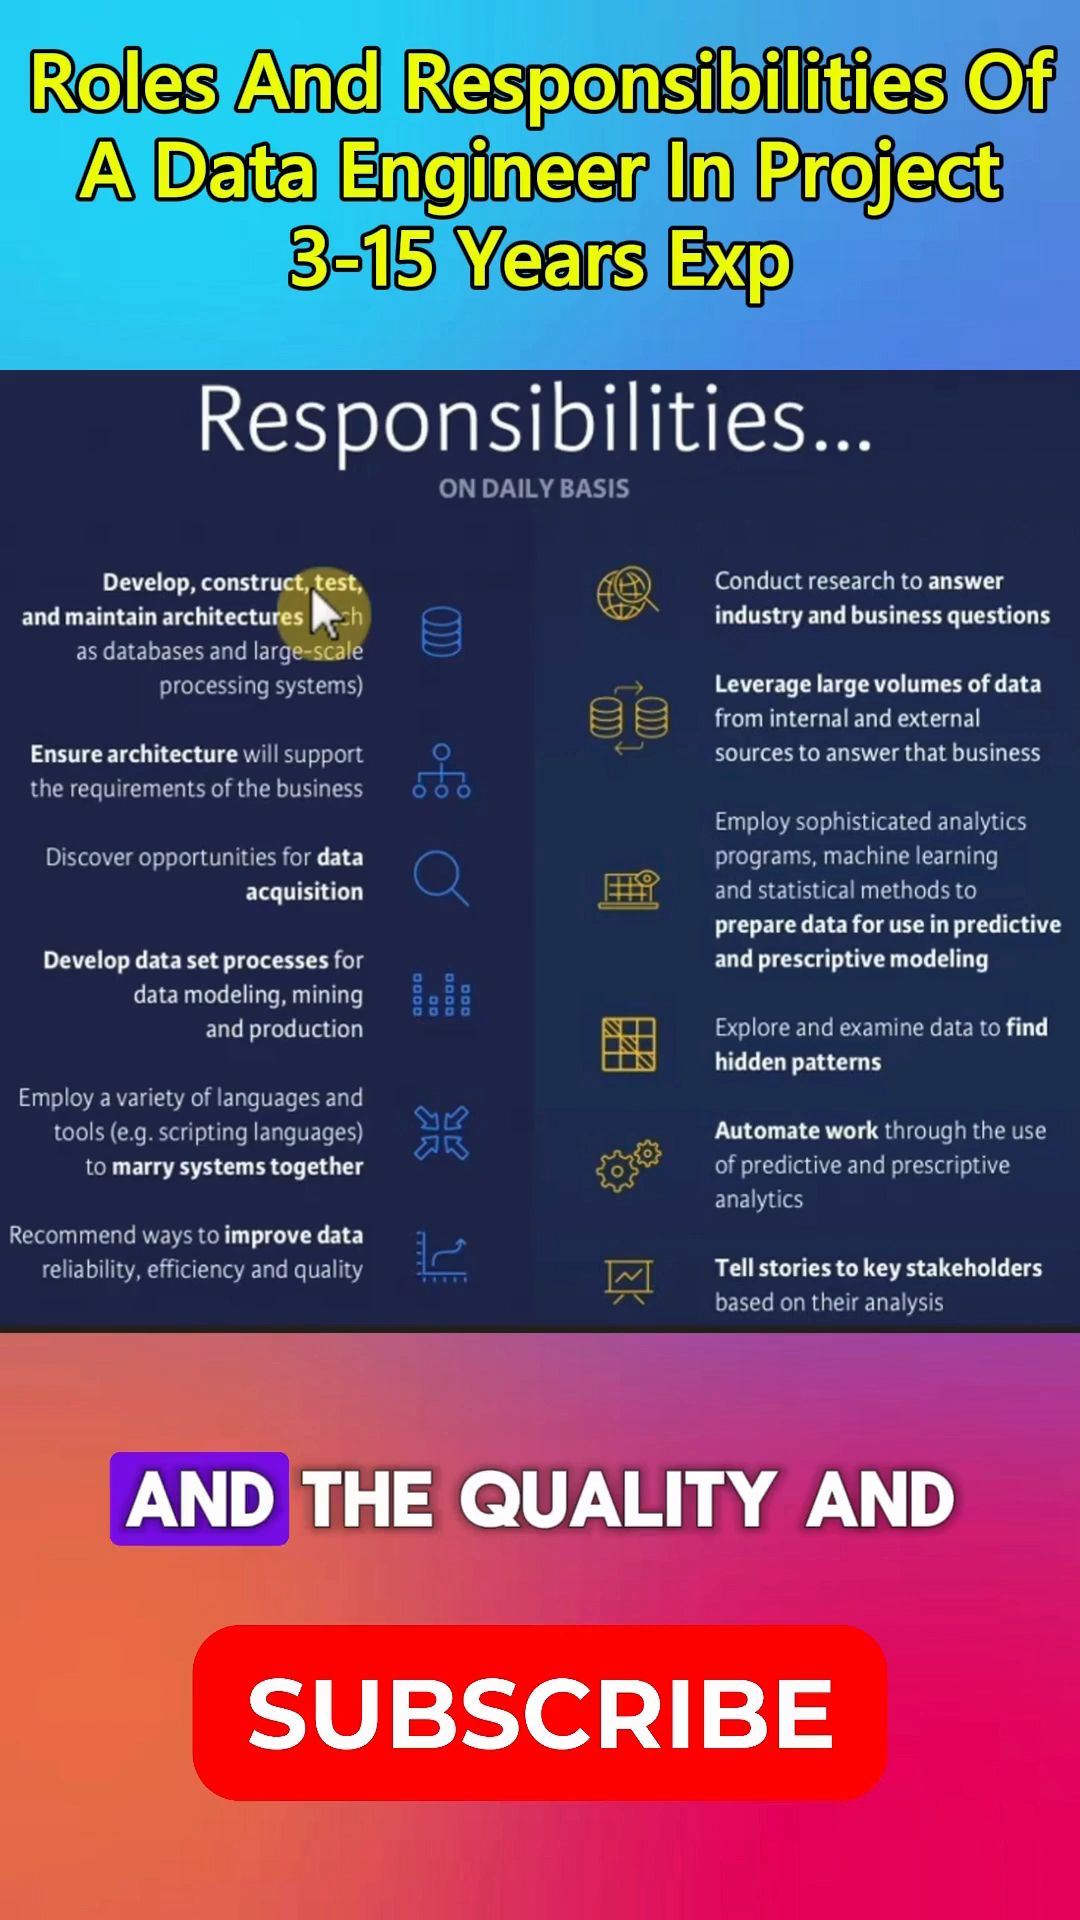 Roles And Responsibilities Of
A Data Engineer In Project
3-15 Years Exp
Responsibilities...
ON DAILY BASIS
Develop, construct, test,
and maintain architectures
as databases and large-scale
processing systems)
Ensure architecture will support
the requirements of the business
Discover opportunities for data
acquisition
Develop data set processes for
data modeling, mining
and production
Employ a variety of languages and
tools (e.g. scripting languages)
to marry systems together
Recommend ways to improve data
reliability, efficiency and quality
Conduct research to answer
industry and business questions
Leverage large volumes of data
from internal and external
sources to answer that business
Employ sophisticated analytics
programs, machine learning
and statistical methods to
prepare data for use in predictive
and prescriptive modeling
Explore and examine data to find
hidden patterns
Automate work through the use
of predictive and prescriptive
analytics
Tell stories to key stakeholders
based on their analysis
AND THE QUALITY AND
SUBSCRIBE